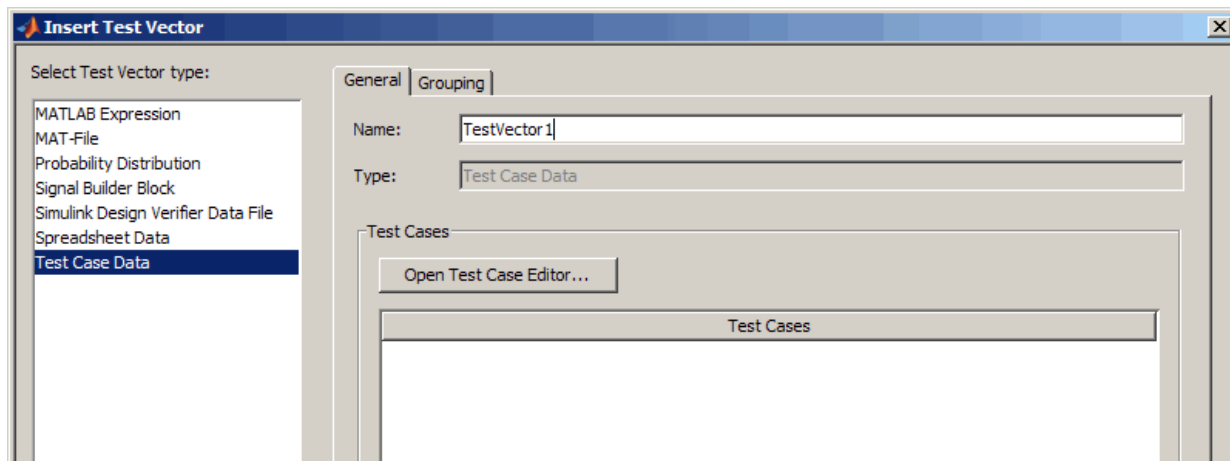 Insert Test Vector
Select Test Vector type:
MATLAB Expression
MAT-File
Probability Distribution
Signal Builder Block
Simulink Design Verifier Data File
Spreadsheet Data
Test Case Data
General
Grouping
Name:
TestVector1
Type:
Test Case Data
Test Cases
Open Test Case Editor...
Test Cases